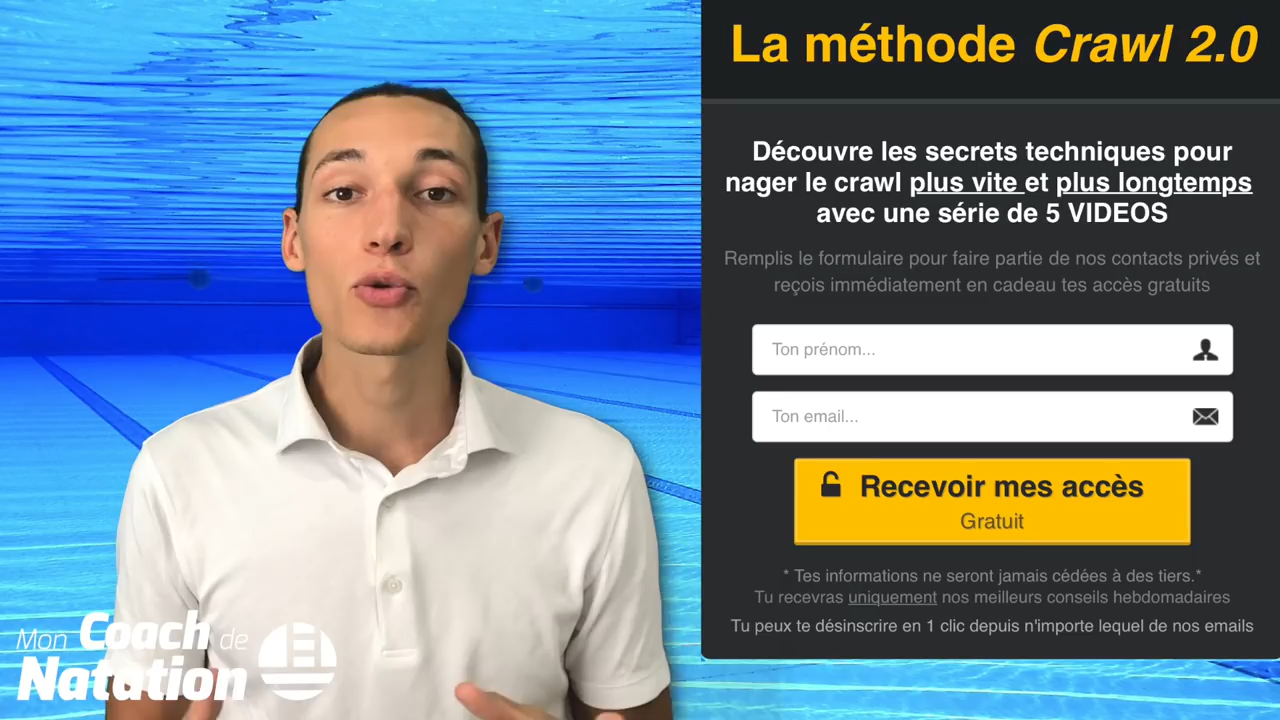 La méthode Crawl 2.0
Découvre les secrets techniques pour
nager le crawl plus vite et plus longtemps
avec une série de 5 VIDEOS
Remplis le formulaire pour faire partie de nos contacts privés et
reçois immédiatement en cadeau tes accès gratuits
Ton prénom...
Ton email...
Recevoir mes accès
Gratuit
* Tes informations ne seront jamais cédées à des tiers.*
Tu recevras uniquement nos meilleurs conseils hebdomadaires
Tu peux te désinscrire en 1 clic depuis n'importe lequel de nos emails
Mon Coach de
Natation